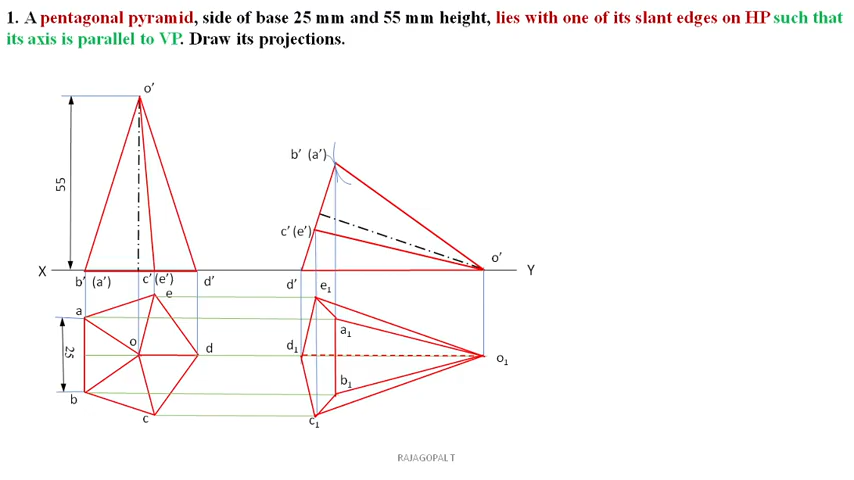 1. A pentagonal pyramid, side of base 25 mm and 55 mm height, lies with one of its slant edges on HP such that
its axis is parallel to VP. Draw its projections.
o'
b' (a')
55
c' (e')
o'
X
Y
b' (a')
c' (e')
d'
d'
e
e₁
a
a₁
o
d
d₁
25
o₁
b₁
b
c
c₁
RAJAGOPAL T